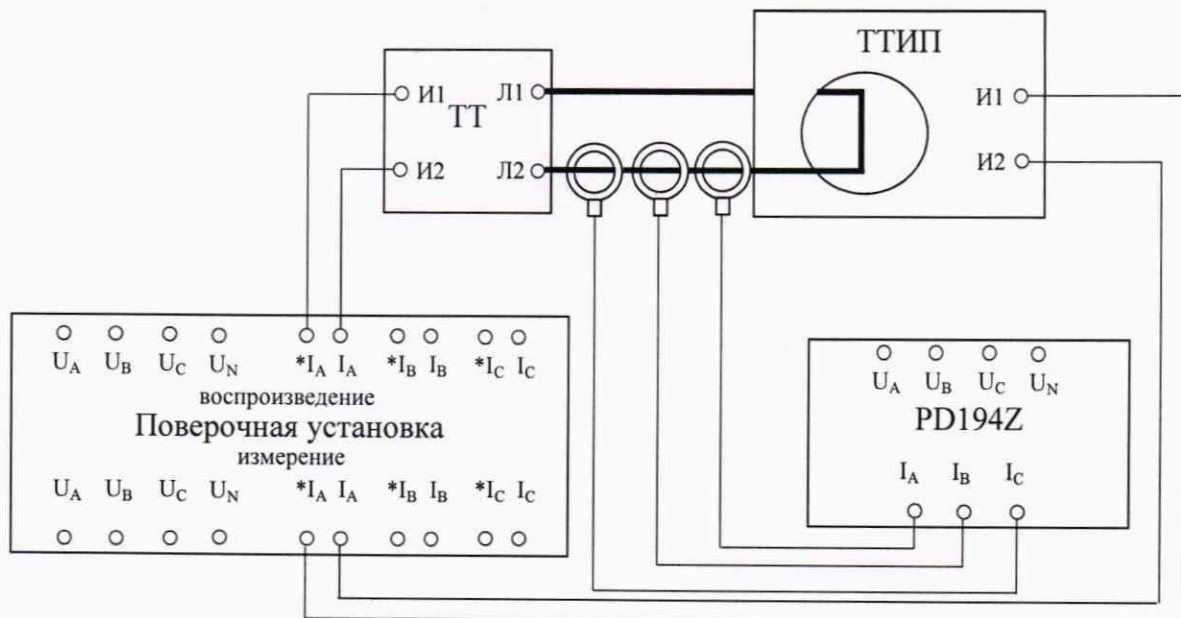 ТТИП
И1 Л1
ТТ
И2 Л2
И1
И2
U_A U_B U_C U_N *I_A I_A *I_B I_B *I_C I_C
воспроизведение
Поверочная установка
измерение
U_A U_B U_C U_N *I_A I_A *I_B I_B *I_C I_C
U_A U_B U_C U_N
PD194Z
I_A I_B I_C